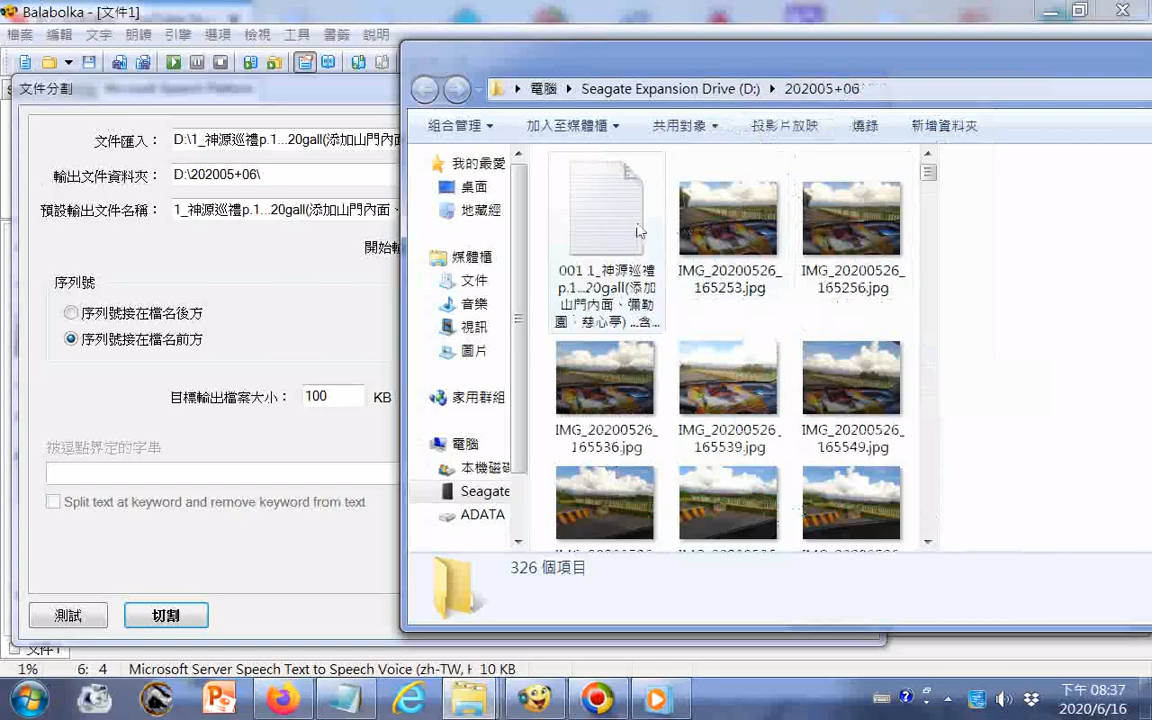 Balabolka - [文件1]
檔案 編輯 文字 朗讀 引擎 選項 檢視 工具 書籤 說明
文件分割
文件匯入： D:\1_神源巡禮p.1...20gall(添加山門內
輸出文件資料夾： D:\202005+06\
預設輸出文件名稱： 1_神源巡禮p.1...20gall(添加山門內面、
開始輸
序列號
序列號接在檔名後方
序列號接在檔名前方
目標輸出檔案大小： 100 KB
被逗點界定的字串
Split text at keyword and remove keyword from text
測試 切割
文件1
1% 6: 4 Microsoft Server Speech Text to Speech Voice (zh-TW, H 10 KB
電腦 Seagate Expansion Drive (D:) 202005+06
組合管理 加入至媒體櫃 共用對象 投影片放映 燒錄 新增資料夾
我的最愛
桌面
地藏經
媒體櫃
文件
音樂
視訊
圖片
家用群組
電腦
本機磁碟
Seagate
ADATA
001 1_神源巡禮
p.1...20gall(添加
山門內面、彌勒
園、慈心亭) ...含...
IMG_20200526_
165253.jpg
IMG_20200526_
165256.jpg
IMG_20200526_
165536.jpg
IMG_20200526_
165539.jpg
IMG_20200526_
165549.jpg
326 個項目
下午 08:37
2020/6/16